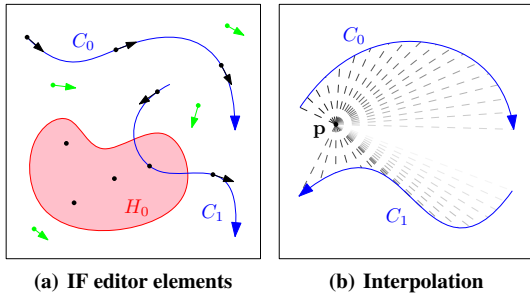 C₀
C₁
H₀
(a) IF editor elements
C₀
p
C₁
(b) Interpolation